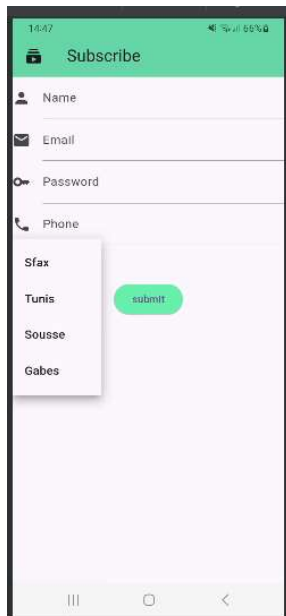 14:47 66%
Subscribe
Name
Email
Password
Phone
Sfax
Tunis
submit
Sousse
Gabes